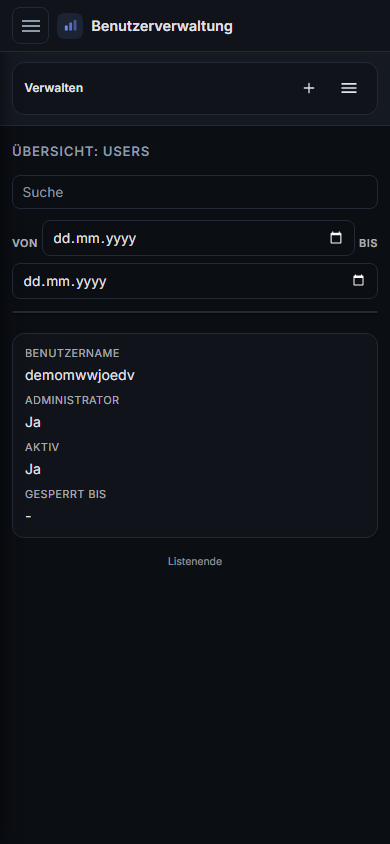 Benutzerverwaltung
Verwalten
ÜBERSICHT: USERS
Suche
VON dd.mm.yyyy BIS
dd.mm.yyyy
BENUTZERNAME
demomwwjoedv
ADMINISTRATOR
Ja
AKTIV
Ja
GESPERRT BIS
-
Listenende